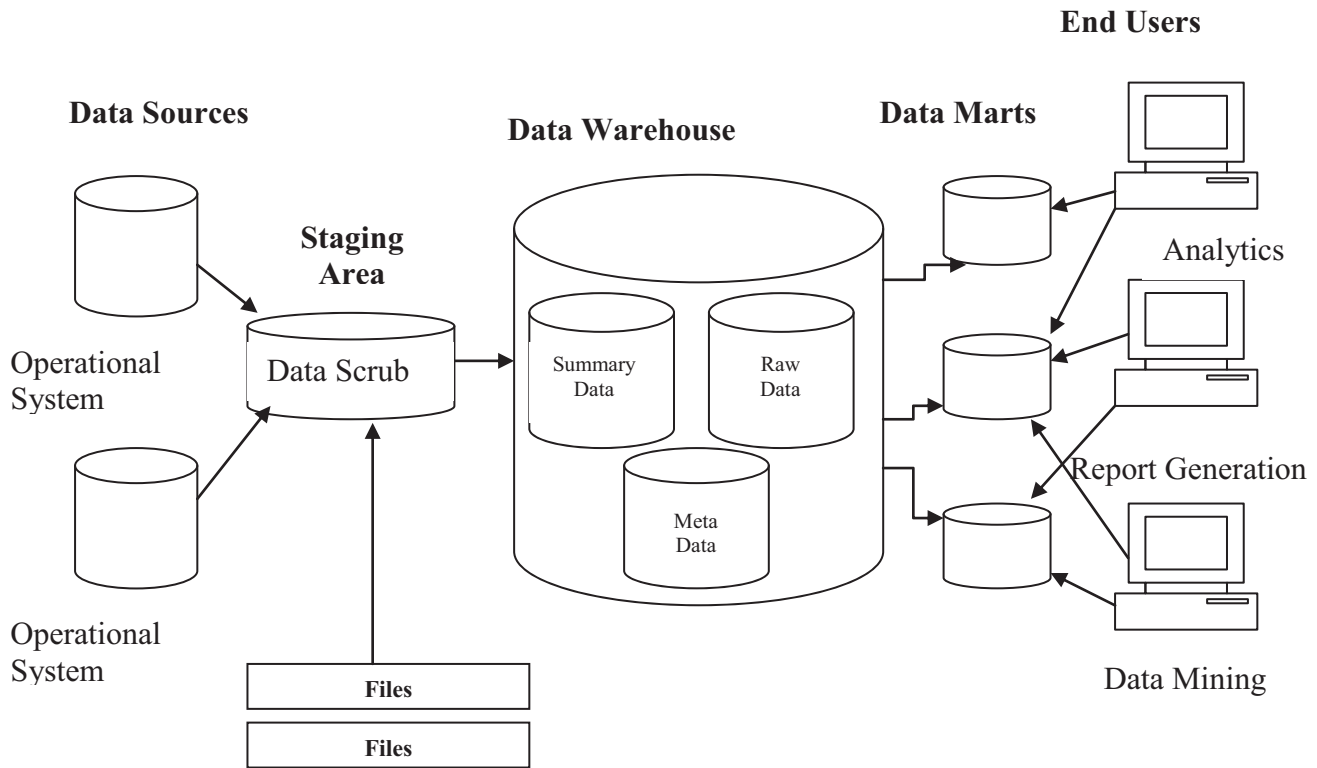 End Users
Data Sources
Data Warehouse
Data Marts
Staging
Area
Analytics
Operational
System
Data Scrub
Summary
Data
Raw
Data
Report Generation
Meta
Data
Operational
System
Files
Data Mining
Files